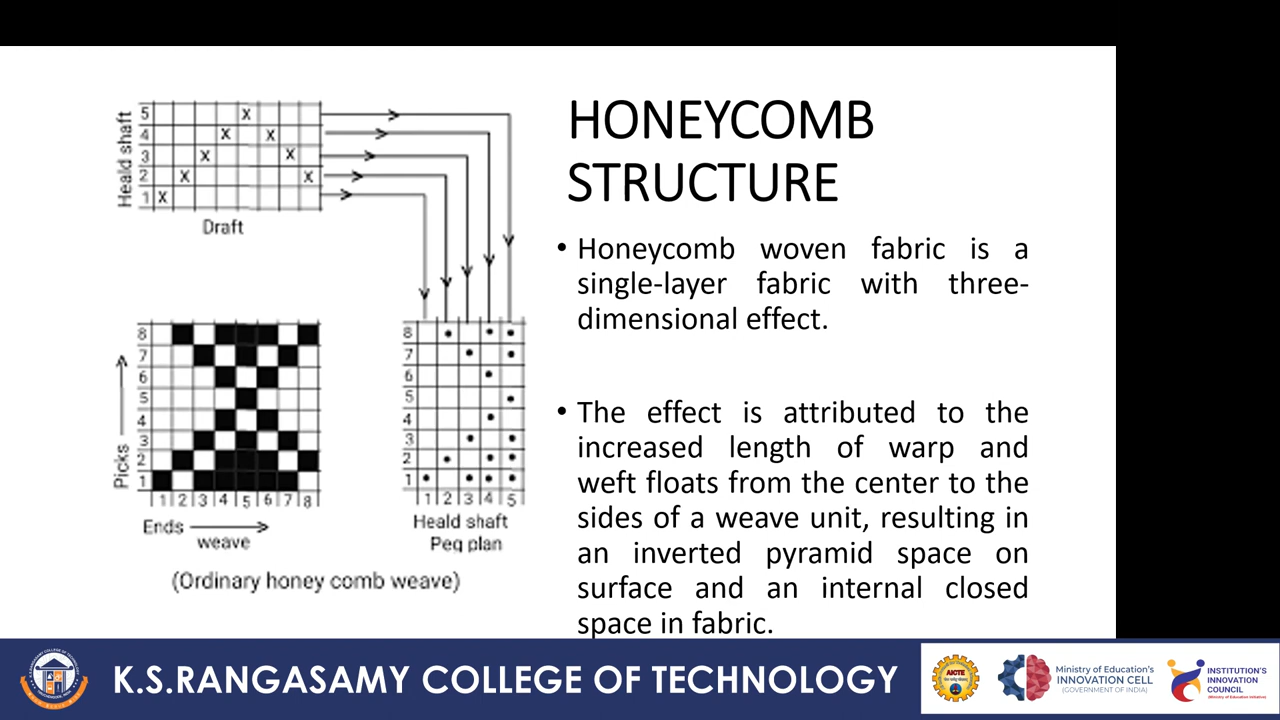 HONEYCOMB
STRUCTURE
• Honeycomb woven fabric is a
single-layer fabric with three-
dimensional effect.
• The effect is attributed to the
increased length of warp and
weft floats from the center to the
sides of a weave unit, resulting in
an inverted pyramid space on
surface and an internal closed
space in fabric.
Heald shaft
5 X
4 X X
3 X X
2 X X
1 X
Draft
Picks
8
7
6
5
4
3
2
1
1 2 3 4 5 6 7 8
Ends
weave
8
7
6
5
4
3
2
1
1 2 3 4 5
Heald shaft
Peg plan
(Ordinary honey comb weave)
K.S.RANGASAMY COLLEGE OF TECHNOLOGY
AICTE
Ministry of Education's
INNOVATION CELL
(GOVERNMENT OF INDIA)
INSTITUTION'S
INNOVATION
COUNCIL
(Ministry of Education Initiative)